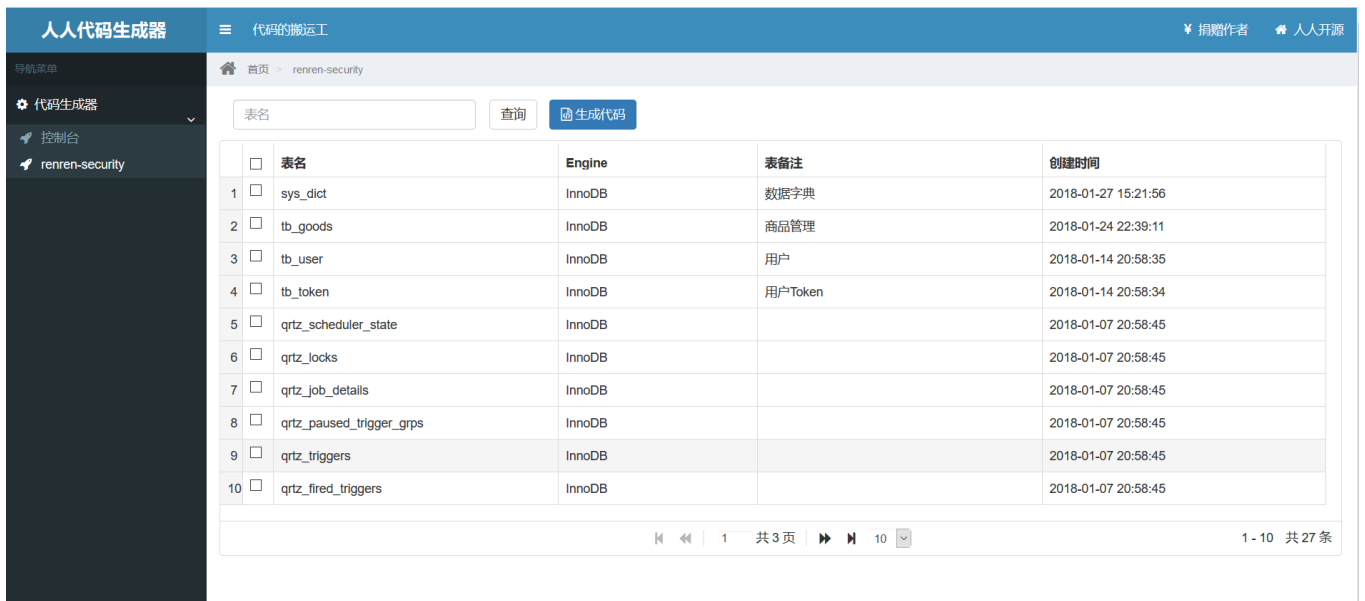 人人代码生成器 代码的搬运工 ¥ 捐赠作者 人人开源
导航菜单
首页 > renren-security
代码生成器
控制台
renren-security
表名 查询 生成代码
表名 Engine 表备注 创建时间
1 sys_dict InnoDB 数据字典 2018-01-27 15:21:56
2 tb_goods InnoDB 商品管理 2018-01-24 22:39:11
3 tb_user InnoDB 用户 2018-01-14 20:58:35
4 tb_token InnoDB 用户Token 2018-01-14 20:58:34
5 qrtz_scheduler_state InnoDB 2018-01-07 20:58:45
6 qrtz_locks InnoDB 2018-01-07 20:58:45
7 qrtz_job_details InnoDB 2018-01-07 20:58:45
8 qrtz_paused_trigger_grps InnoDB 2018-01-07 20:58:45
9 qrtz_triggers InnoDB 2018-01-07 20:58:45
10 qrtz_fired_triggers InnoDB 2018-01-07 20:58:45
1 共 3 页 10 1 - 10 共 27 条